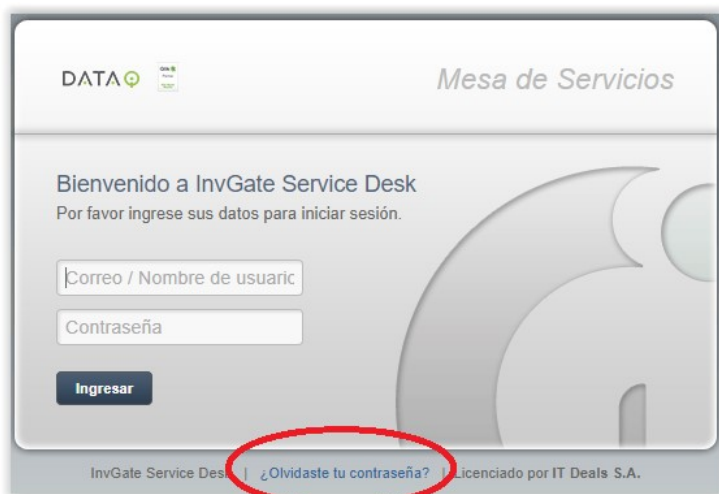 DATA
Mesa de Servicios
Bienvenido a InvGate Service Desk
Por favor ingrese sus datos para iniciar sesión.
Correo / Nombre de usuaric
Contraseña
Ingresar
InvGate Service Desk | ¿Olvidaste tu contraseña? | Licenciado por IT Deals S.A.